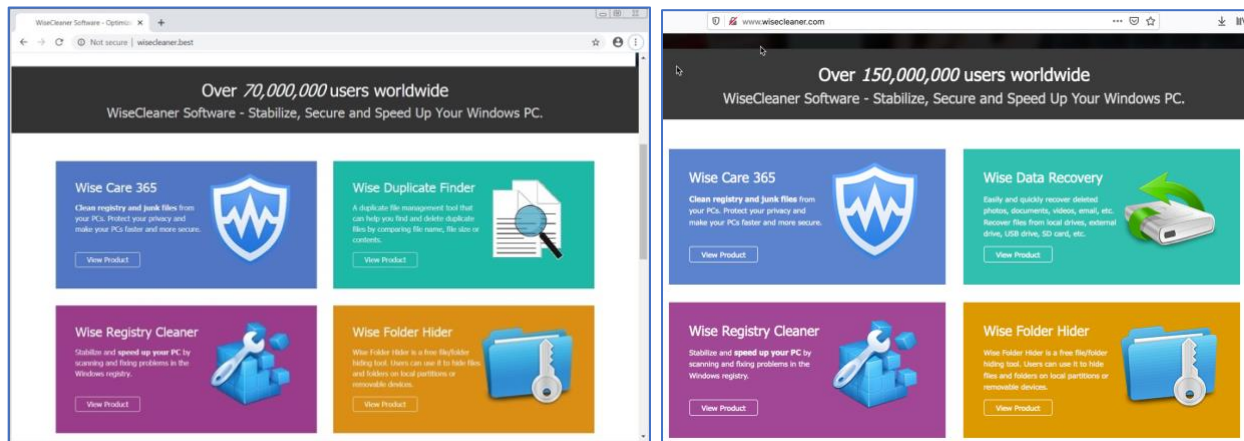 WiseCleaner Software - Optimiz
Not secure | wisecleaner.best
Over 70,000,000 users worldwide
WiseCleaner Software - Stabilize, Secure and Speed Up Your Windows PC.
Wise Care 365
Clean registry and junk files from
your PCs. Protect your privacy and
make your PCs faster and more secure.
View Product
Wise Duplicate Finder
A duplicate file management tool that
can help you find and delete duplicate
files by comparing file name, file size or
contents.
View Product
Wise Registry Cleaner
Stabilize and speed up your PC by
scanning and fixing problems in the
Windows registry.
View Product
Wise Folder Hider
Wise Folder Hider is a free file/folder
hiding tool. Users can use it to hide files
and folders on local partitions or
removable devices.
View Product
www.wisecleaner.com
Over 150,000,000 users worldwide
WiseCleaner Software - Stabilize, Secure and Speed Up Your Windows PC.
Wise Care 365
Clean registry and junk files from
your PCs. Protect your privacy and
make your PCs faster and more secure.
View Product
Wise Data Recovery
Easily and quickly recover deleted
photos, documents, videos, email, etc.
Recover files from local drives, external
drive, USB drive, SD card, etc.
View Product
Wise Registry Cleaner
Stabilize and speed up your PC by
scanning and fixing problems in the
Windows registry.
View Product
Wise Folder Hider
Wise Folder Hider is a free file/folder
hiding tool. Users can use it to hide
files and folders on local partitions or
removable devices.
View Product